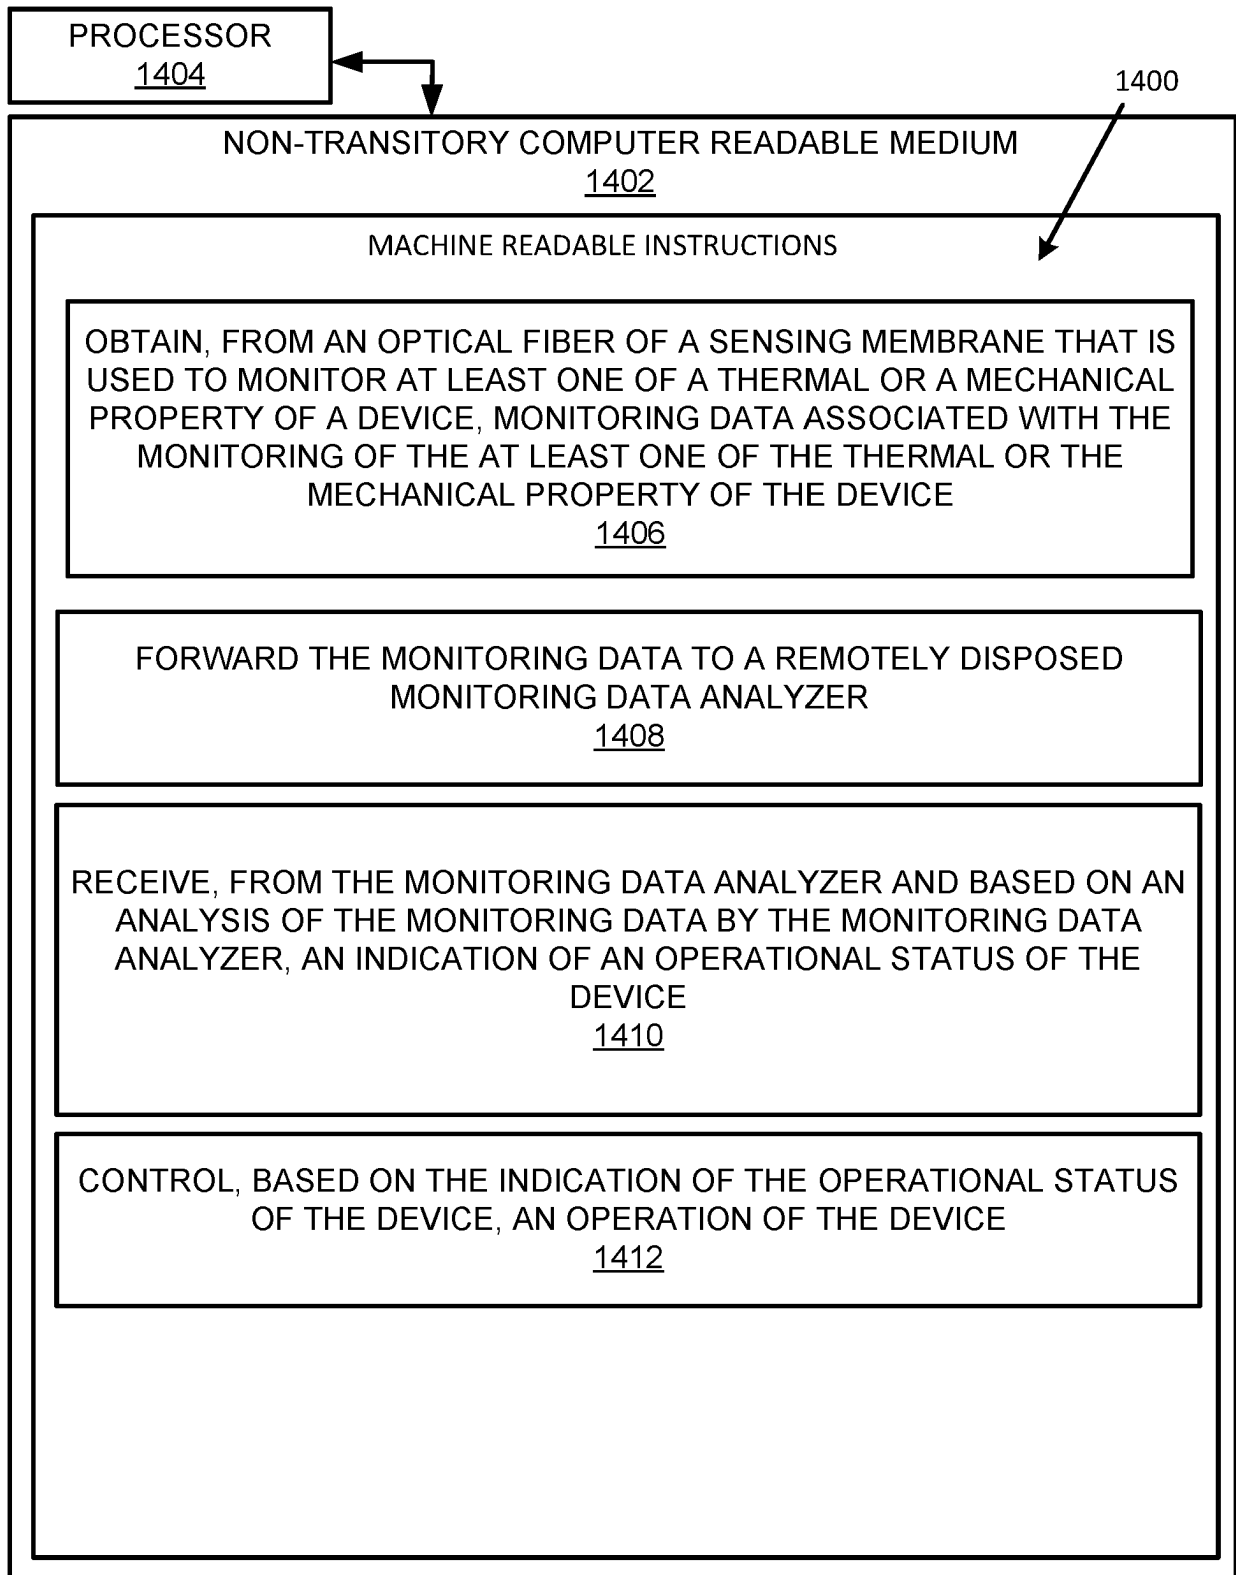 PROCESSOR
1404
1400
NON-TRANSITORY COMPUTER READABLE MEDIUM
1402
MACHINE READABLE INSTRUCTIONS
OBTAIN, FROM AN OPTICAL FIBER OF A SENSING MEMBRANE THAT IS
USED TO MONITOR AT LEAST ONE OF A THERMAL OR A MECHANICAL
PROPERTY OF A DEVICE, MONITORING DATA ASSOCIATED WITH THE
MONITORING OF THE AT LEAST ONE OF THE THERMAL OR THE
MECHANICAL PROPERTY OF THE DEVICE
1406
FORWARD THE MONITORING DATA TO A REMOTELY DISPOSED
MONITORING DATA ANALYZER
1408
RECEIVE, FROM THE MONITORING DATA ANALYZER AND BASED ON AN
ANALYSIS OF THE MONITORING DATA BY THE MONITORING DATA
ANALYZER, AN INDICATION OF AN OPERATIONAL STATUS OF THE
DEVICE
1410
CONTROL, BASED ON THE INDICATION OF THE OPERATIONAL STATUS
OF THE DEVICE, AN OPERATION OF THE DEVICE
1412